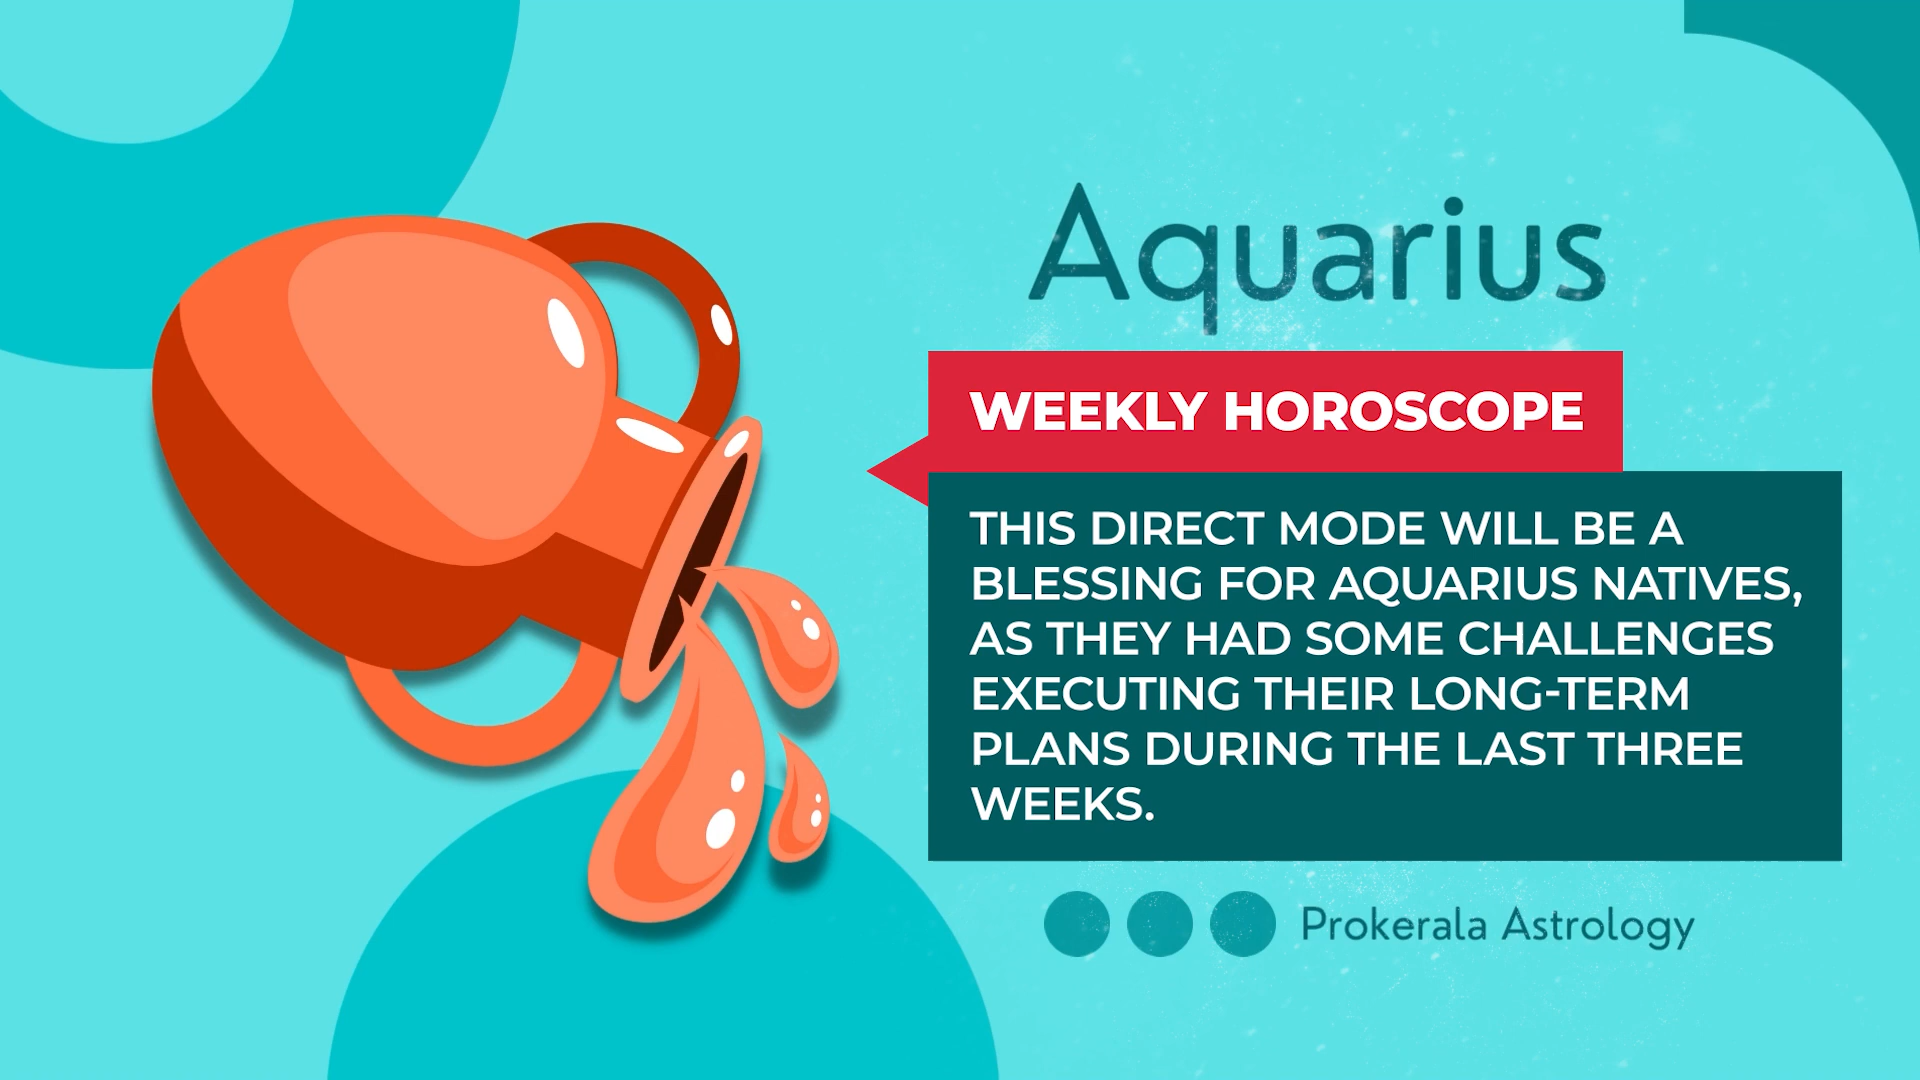 Aquarius
WEEKLY HOROSCOPE
THIS DIRECT MODE WILL BE A
BLESSING FOR AQUARIUS NATIVES,
AS THEY HAD SOME CHALLENGES
EXECUTING THEIR LONG-TERM
PLANS DURING THE LAST THREE
WEEKS.
Prokerala Astrology